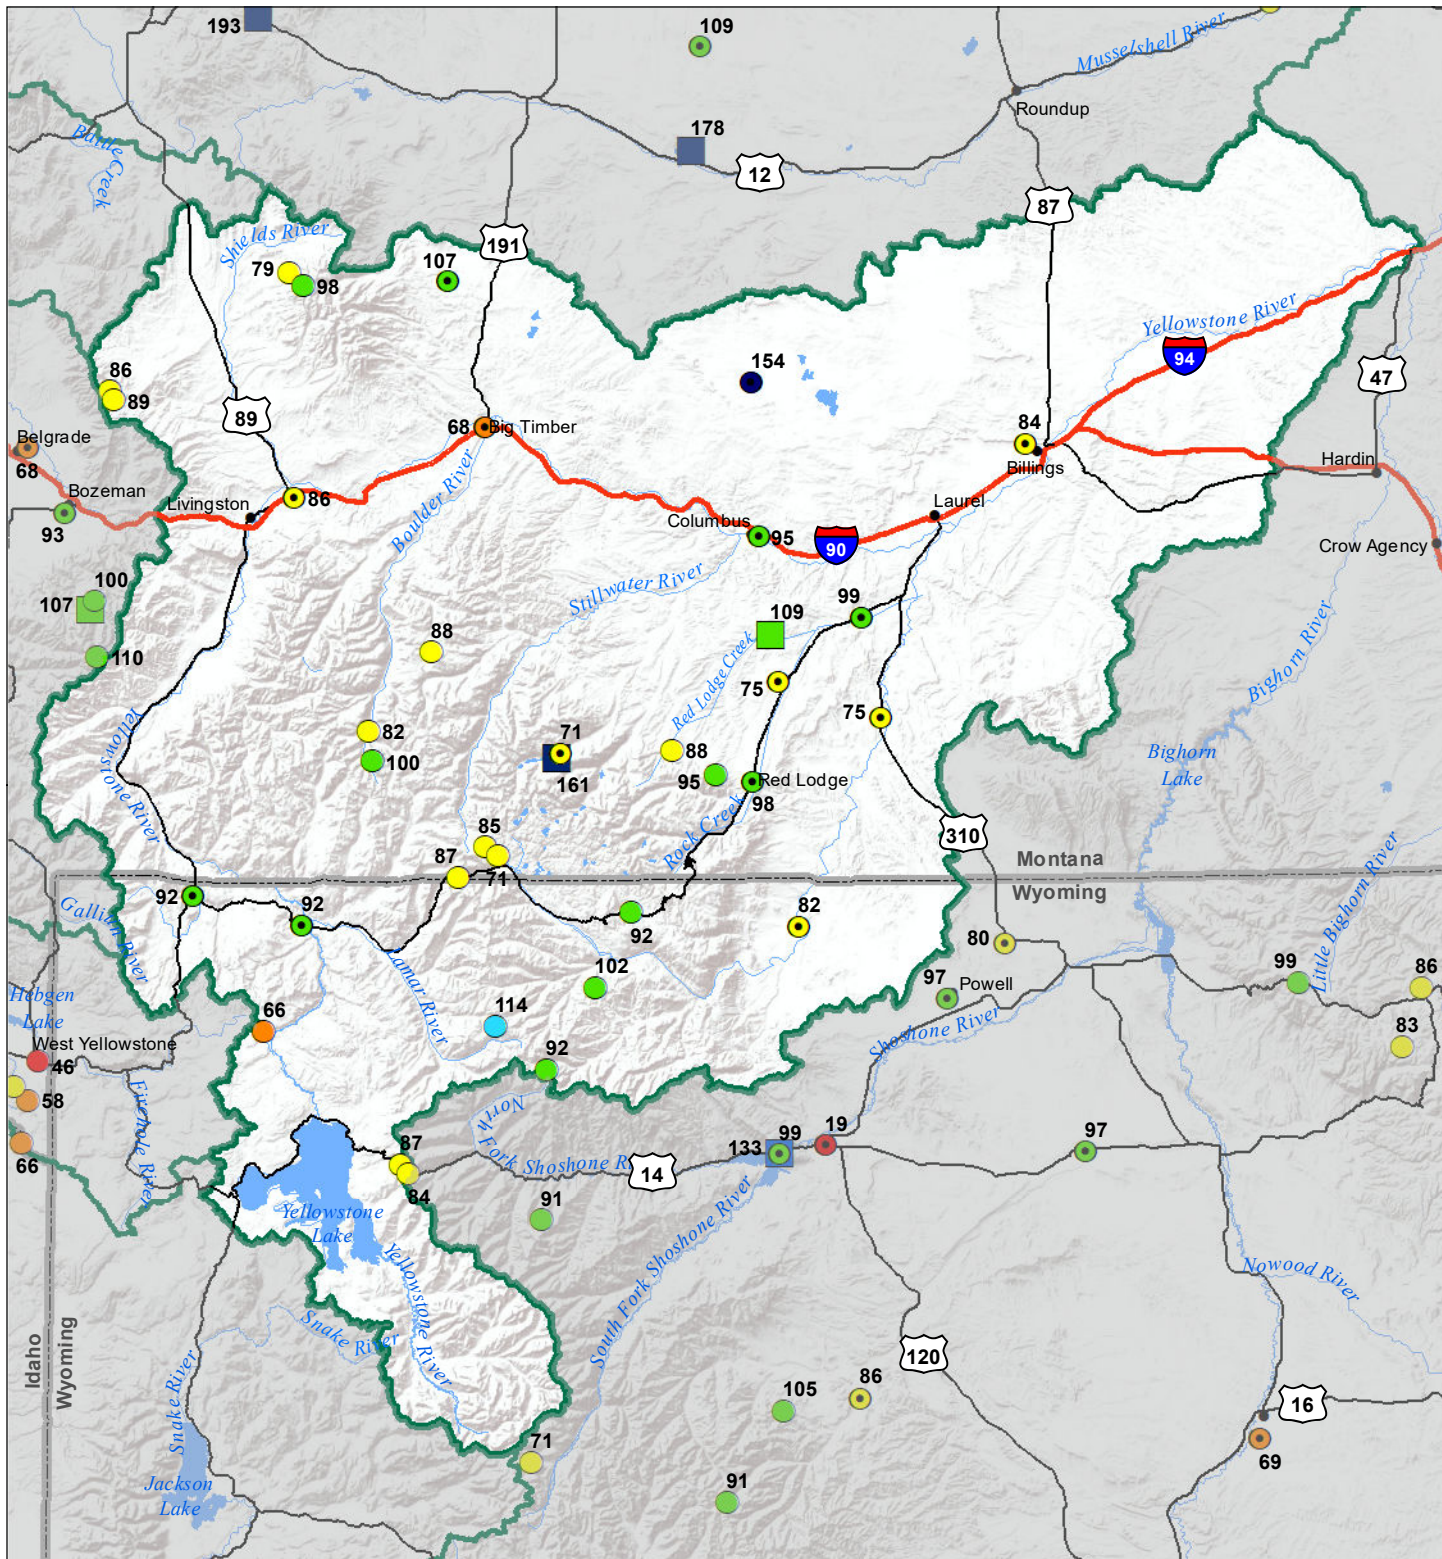 193
109
Musselshell River
Roundup
178
12
Battle
Creek
87
Shields River
191
107
79
98
47
Yellowstone River
94
154
86
89
89
68
Big Timber
84
Billings
Belgrade
68
Hardin
Bozeman
93
Livingston
86
Boulder River
Laurel
Columbus
95
90
Crow Agency
Stillwater River
100
107
110
99
109
88
Red Lodge Creek
75
75
Bighorn River
Yellowstone River
82
100
71
161
88
95
Red Lodge
98
Bighorn
Lake
Rock Creek
310
85
87
71
Montana
Wyoming
92
92
92
82
80
Gallitin River
Little Bighorn River
102
97
Powell
99
86
Hebgen
Lake
Lamar River
114
66
Shoshone River
83
West Yellowstone
46
92
58
Firehole River
North
Fork Shoshone R
66
87
84
14
133
99
19
97
91
Yellowstone
Lake
South Fork Shoshone River
Yellowstone River
Nowood River
Snake River
Idaho
Wyoming
Snake River
120
86
105
16
69
71
91
Jackson
Lake